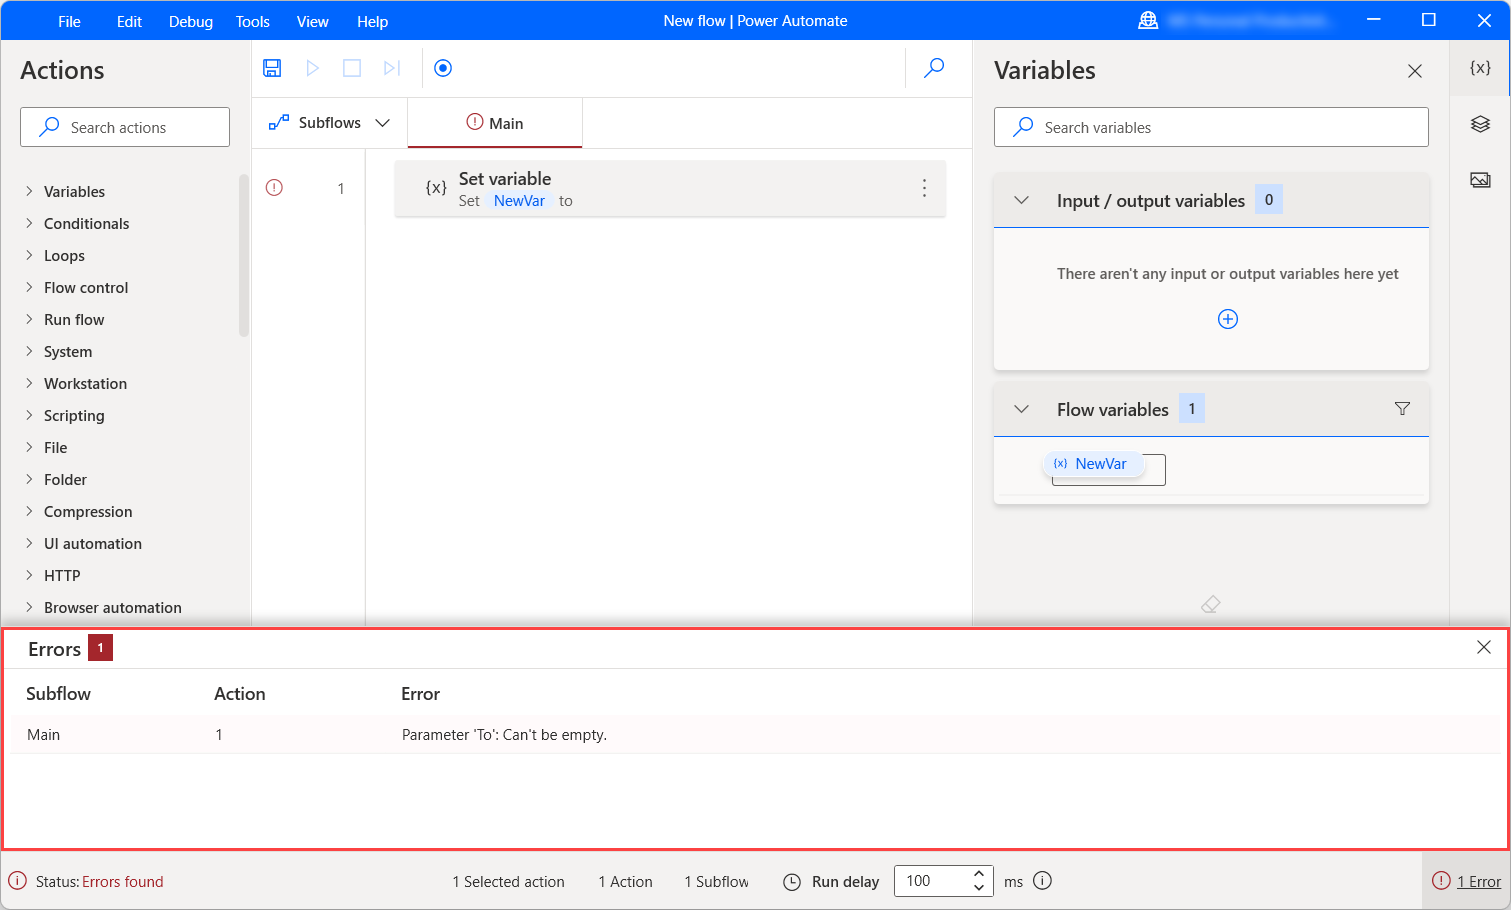 File Edit Debug Tools View Help
New flow | Power Automate
Actions
Search actions
Variables
Conditionals
Loops
Flow control
Run flow
System
Workstation
Scripting
File
Folder
Compression
UI automation
HTTP
Browser automation
Subflows
Main
1
{x} Set variable
Set NewVar to
Variables
{x}
Search variables
Input / output variables 0
There aren't any input or output variables here yet
Flow variables 1
{x} NewVar
Errors 1
Subflow Action Error
Main 1 Parameter 'To': Can't be empty.
Status: Errors found 1 Selected action 1 Action 1 Subflow Run delay 100 ms 1 Error